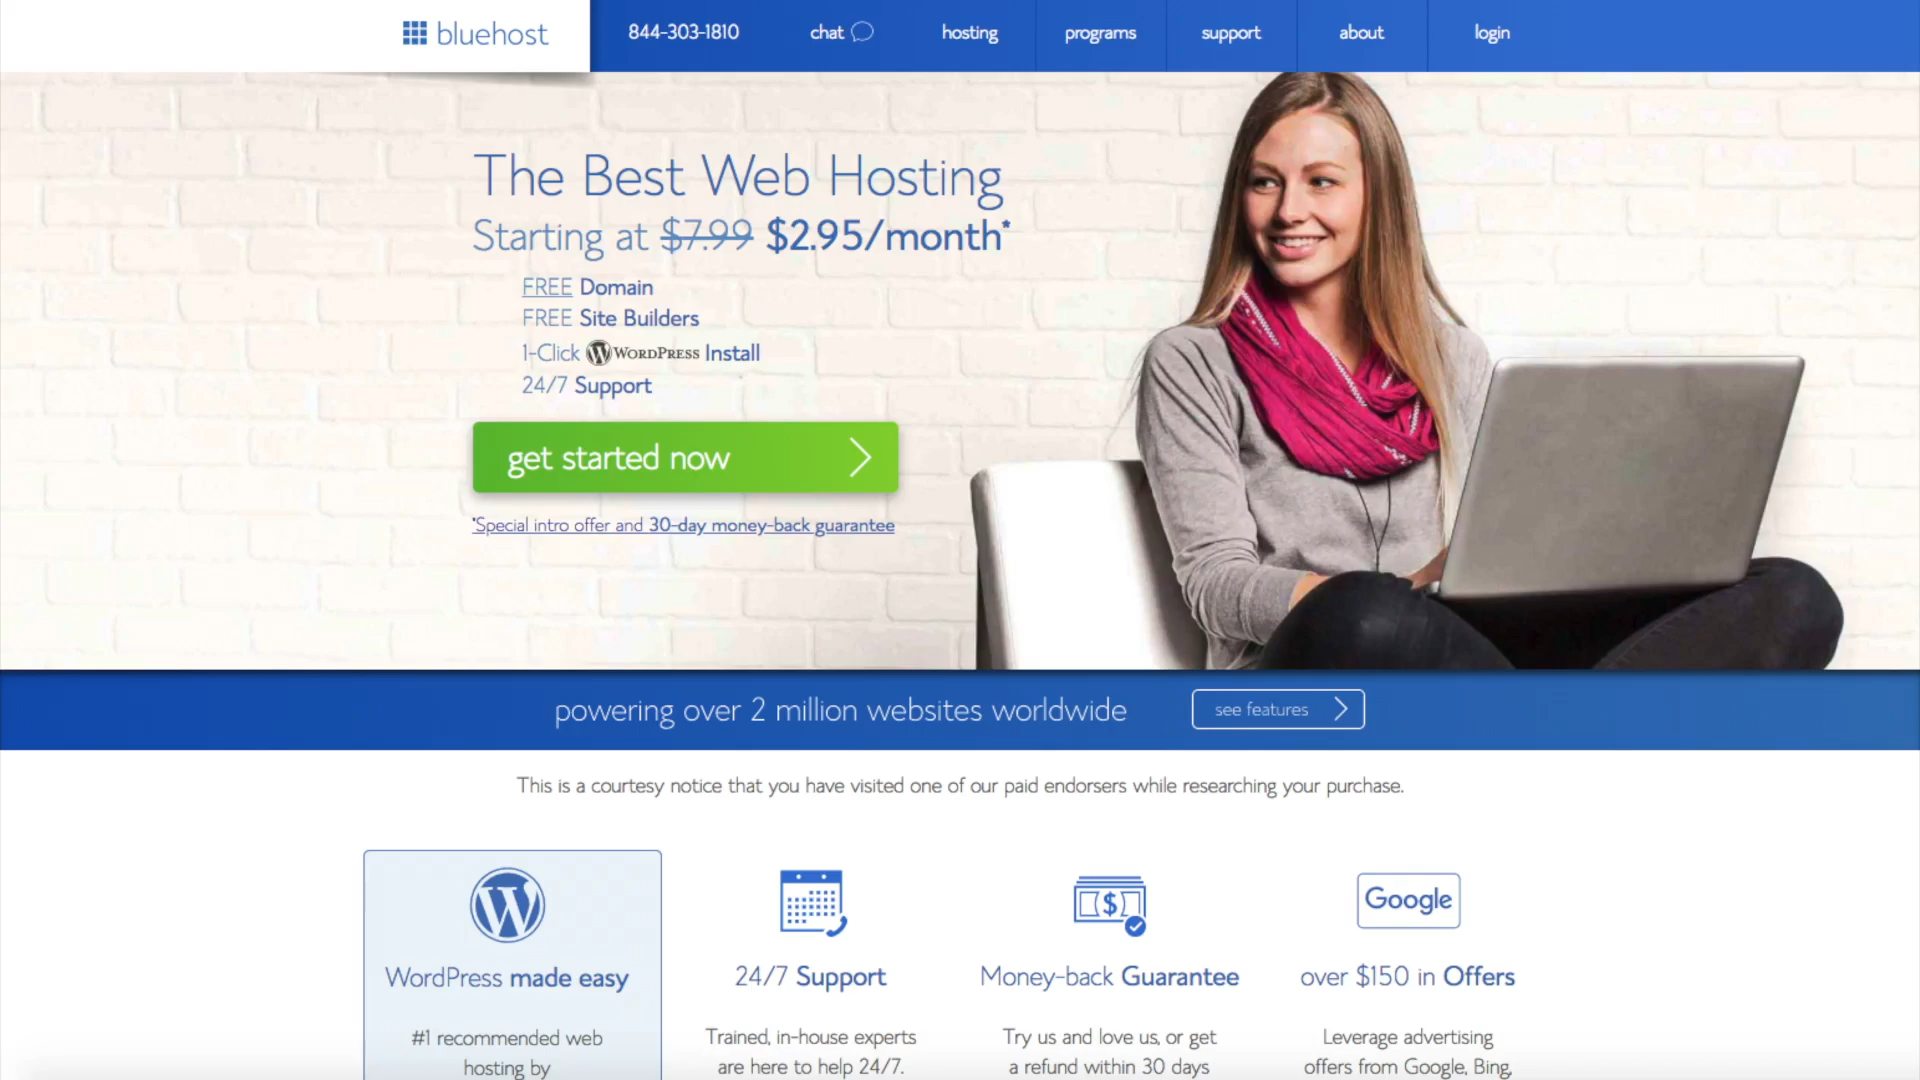 bluehost
844-303-1810
chat
hosting
programs
support
about
login
The Best Web Hosting
Starting at $7.99 $2.95/month*
FREE Domain
FREE Site Builders
1-Click WORDPRESS Install
24/7 Support
get started now
*Special intro offer and 30-day money-back guarantee
powering over 2 million websites worldwide
see features
This is a courtesy notice that you have visited one of our paid endorsers while researching your purchase.
WordPress made easy
#1 recommended web
hosting by
24/7 Support
Trained, in-house experts
are here to help 24/7.
$
Money-back Guarantee
Try us and love us, or get
a refund within 30 days
Google
over $150 in Offers
Leverage advertising
offers from Google, Bing,